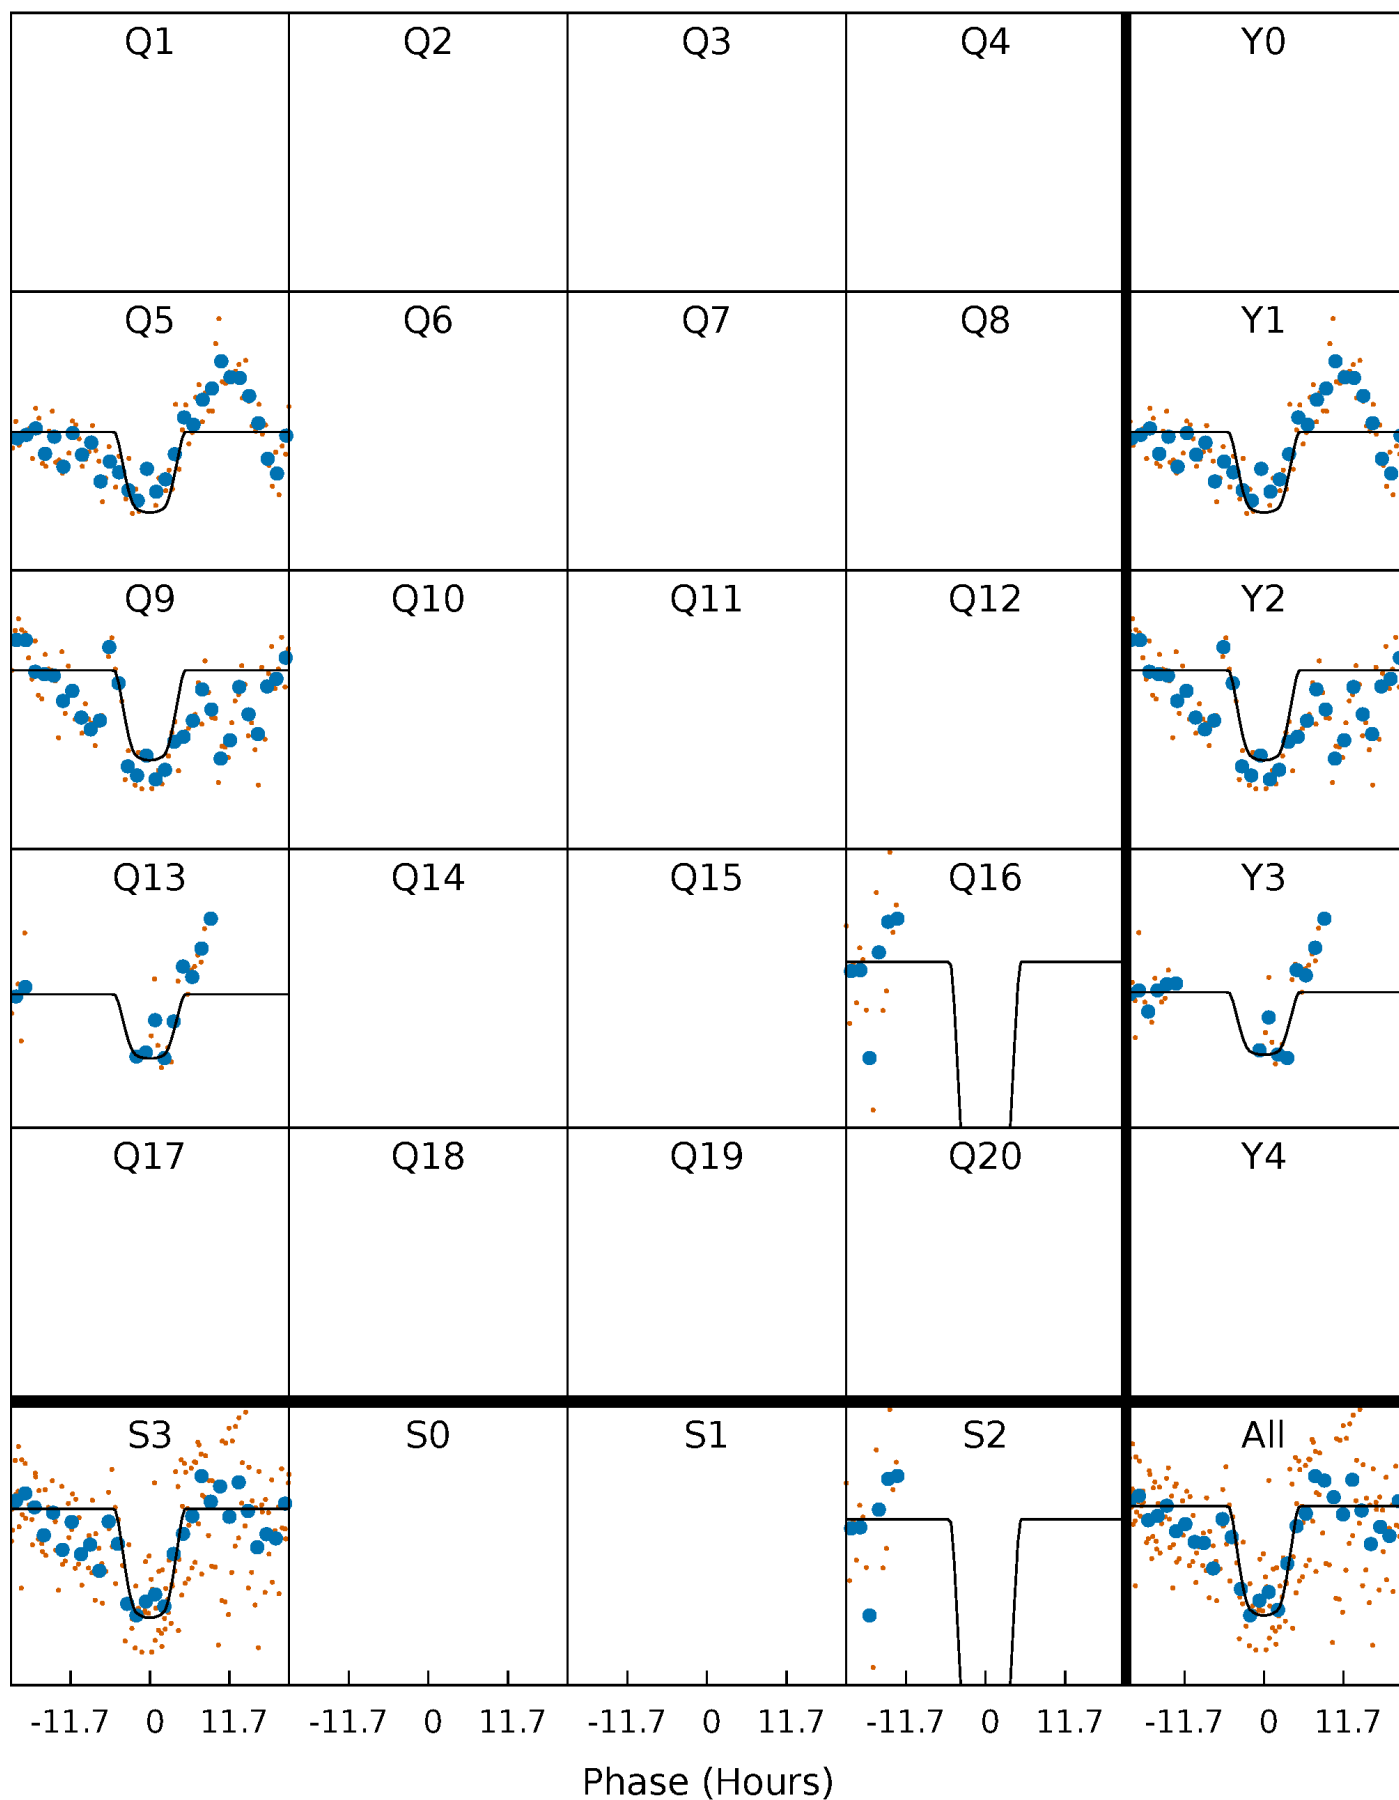 Q1 Q2 Q3 Q4 Y0
Q5 Q6 Q7 Q8 Y1
Q9 Q10 Q11 Q12 Y2
Q13 Q14 Q15 Q16 Y3
Q17 Q18 Q19 Q20 Y4
S3 S0 S1 S2 All
-11.7 0 11.7 -11.7 0 11.7 -11.7 0 11.7 -11.7 0 11.7 -11.7 0 11.7
Phase (Hours)